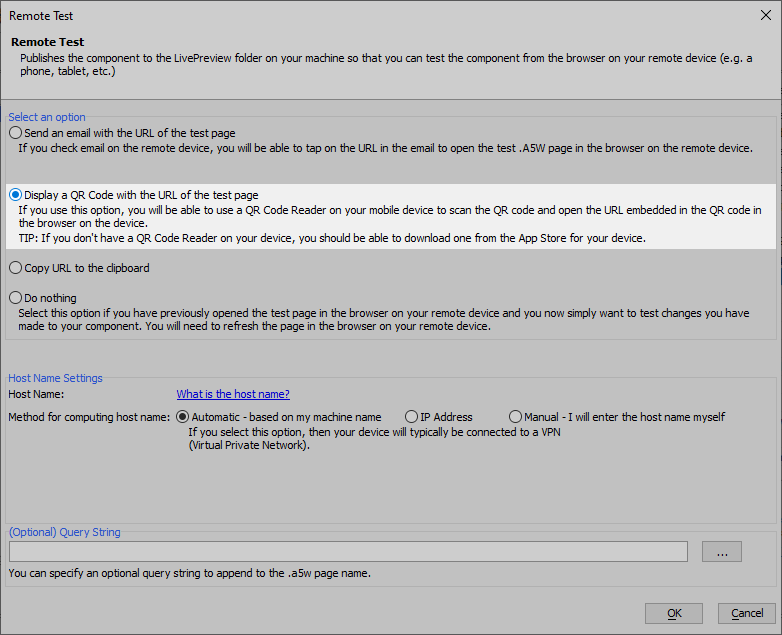 Remote Test
Remote Test
Publishes the component to the LivePreview folder on your machine so that you can test the component from the browser on your remote device (e.g. a
phone, tablet, etc.)
Select an option
Send an email with the URL of the test page
If you check email on the remote device, you will be able to tap on the URL in the email to open the test .A5W page in the browser on the remote device.
Display a QR Code with the URL of the test page
If you use this option, you will be able to use a QR Code Reader on your mobile device to scan the QR code and open the URL embedded in the QR code in
the browser on the device.
TIP: If you don't have a QR Code Reader on your device, you should be able to download one from the App Store for your device.
Copy URL to the clipboard
Do nothing
Select this option if you have previously opened the test page in the browser on your remote device and you now simply want to test changes you have
made to your component. You will need to refresh the page in the browser on your remote device.
Host Name Settings
Host Name: What is the host name?
Method for computing host name: Automatic - based on my machine name IP Address Manual - I will enter the host name myself
If you select this option, then your device will typically be connected to a VPN
(Virtual Private Network).
(Optional) Query String
...
You can specify an optional query string to append to the .a5w page name.
OK Cancel